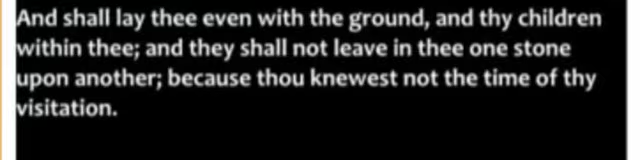 And shall lay thee even with the ground, and thy children
within thee; and they shall not leave in thee one stone
upon another; because thou knewest not the time of thy
visitation.